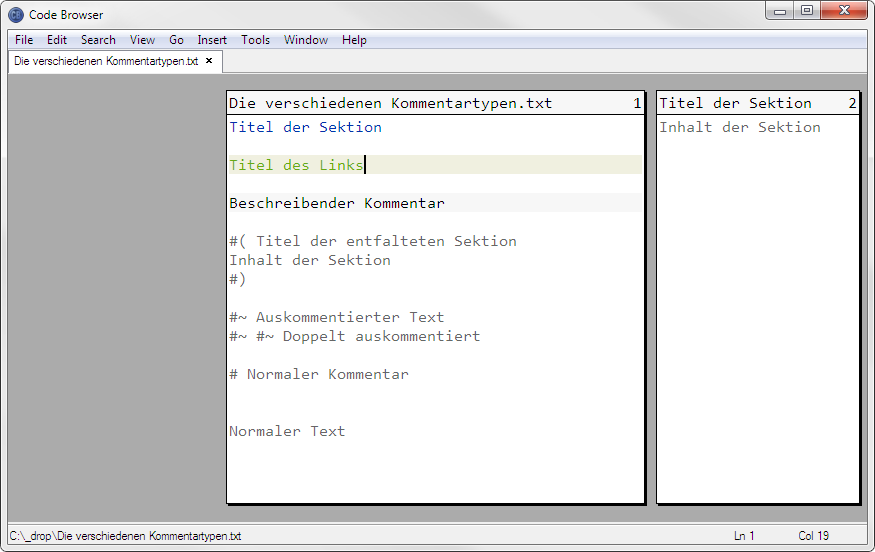 Code Browser
File Edit Search View Go Insert Tools Window Help
Die verschiedenen Kommentartypen.txt
Die verschiedenen Kommentartypen.txt 1
Titel der Sektion
Titel des Links
Beschreibender Kommentar
#( Titel der entfalteten Sektion
Inhalt der Sektion
#)
#~ Auskommentierter Text
#~ #~ Doppelt auskommentiert
# Normaler Kommentar
Normaler Text
Titel der Sektion 2
Inhalt der Sektion
C:\_drop\Die verschiedenen Kommentartypen.txt Ln 1 Col 19